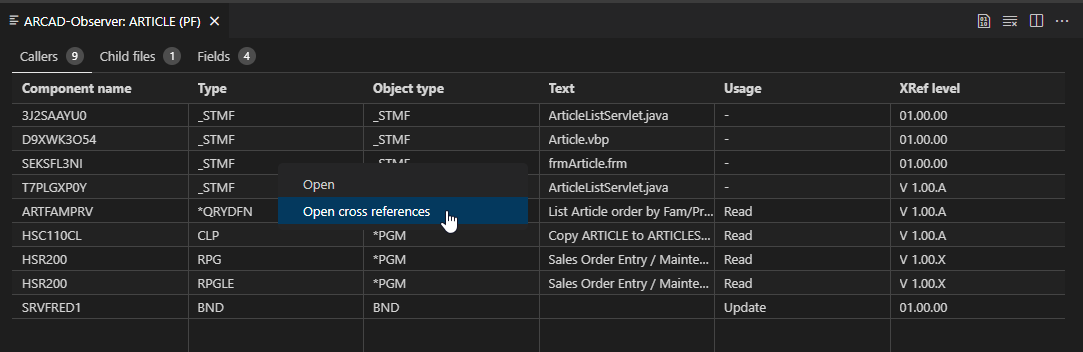 ARCAD-Observer: ARTICLE (PF)
Callers 9 Child files 1 Fields 4
Component name Type Object type Text Usage XRef level
3J2SAAYU0 _STMF _STMF ArticleListServlet.java - 01.00.00
D9XWK3O54 _STMF _STMF Article.vbp - 01.00.00
SEKSFL3NI _STMF _STMF frmArticle.frm - 01.00.00
T7PLGXP0Y _STMF ArticleListServlet.java - V 1.00.A
Open
ARTFAMPRV *QRYDFN List Article order by Fam/Pr... Read V 1.00.A
Open cross references
HSC110CL CLP *PGM Copy ARTICLE to ARTICLES... Read V 1.00.A
HSR200 RPG *PGM Sales Order Entry / Mainte... Read V 1.00.X
HSR200 RPGLE *PGM Sales Order Entry / Mainte... Read V 1.00.X
SRVFRED1 BND BND Update 01.00.00